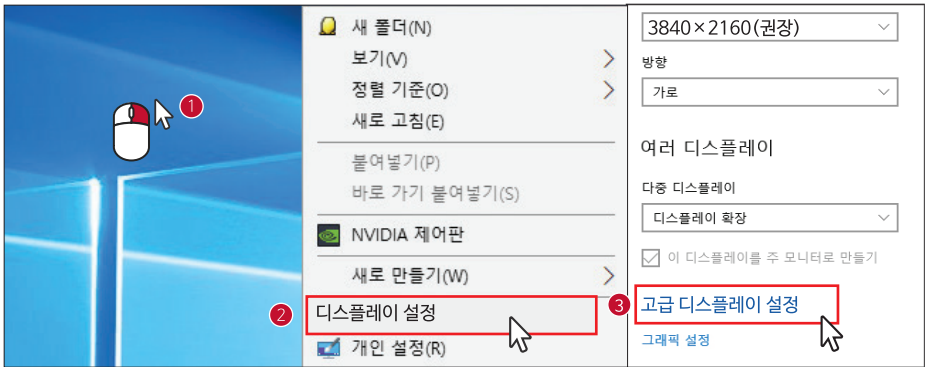 1
새 폴더(N)
보기(V)
정렬 기준(O)
새로 고침(E)
붙여넣기(P)
바로 가기 붙여넣기(S)
NVIDIA 제어판
새로 만들기(W)
2
디스플레이 설정
개인 설정(R)
3840×2160(권장)
방향
가로
여러 디스플레이
다중 디스플레이
디스플레이 확장
이 디스플레이를 주 모니터로 만들기
3
고급 디스플레이 설정
그래픽 설정